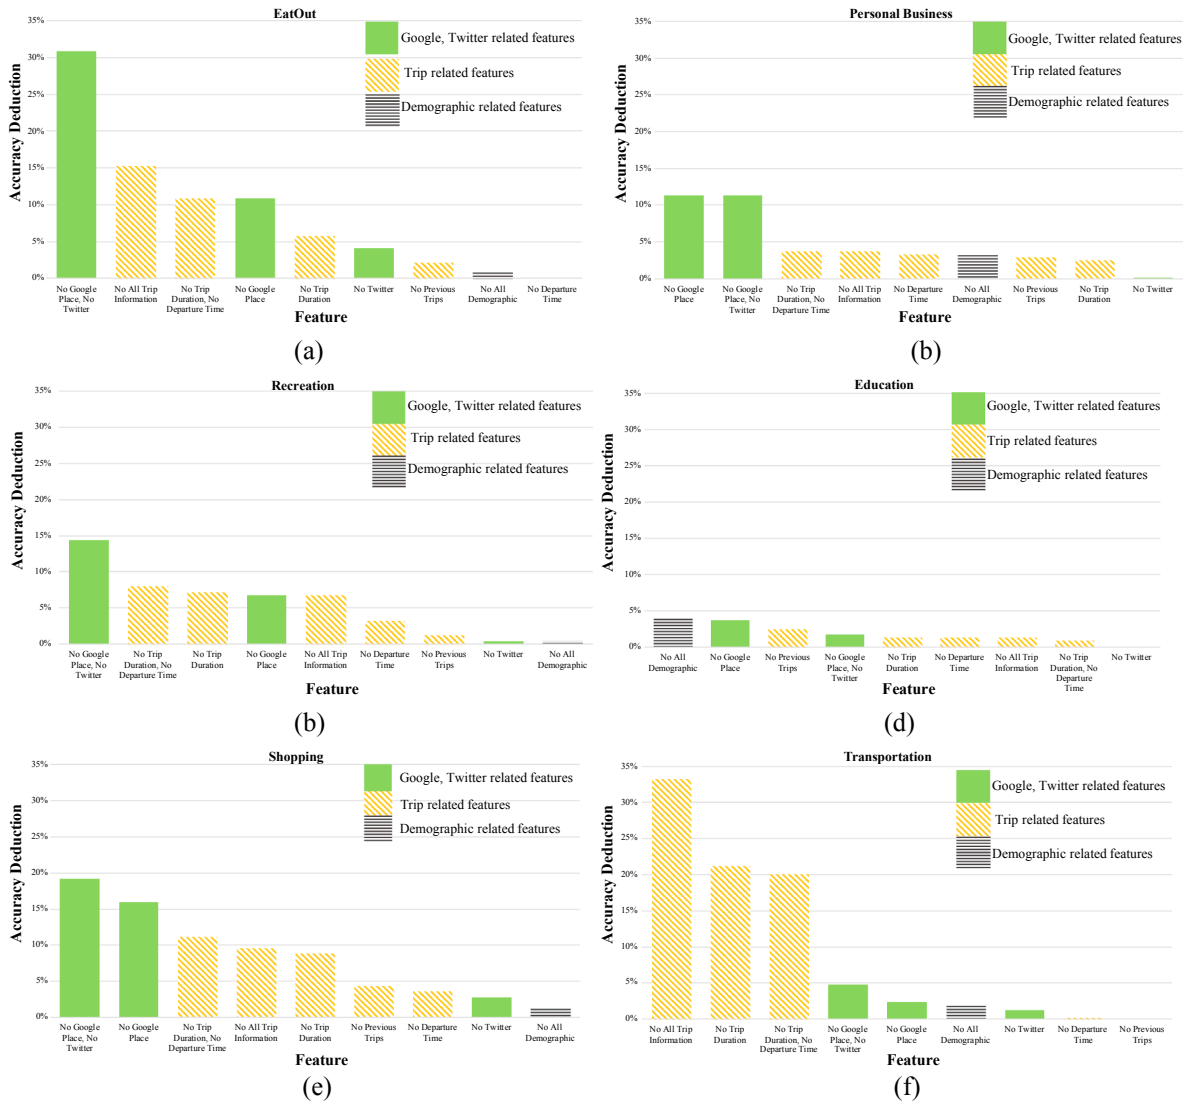 EatOut
35%
30%
25%
20%
15%
10%
5%
0%
Accuracy Deduction
Google, Twitter related features
Trip related features
Demographic related features
No Google
Place, No
Twitter
No All Trip
Information
No Trip
Duration, No
Departure Time
No Google
Place
No Trip
Duration
No Twitter
No Previous
Trips
No All
Demographic
No Departure
Time
Feature
(a)
Personal Business
35%
30%
25%
20%
15%
10%
5%
0%
Accuracy Deduction
Google, Twitter related features
Trip related features
Demographic related features
No Google
Place
No Google
Place, No
Twitter
No Trip
Duration, No
Departure Time
No All Trip
Information
No Departure
Time
No All
Demographic
No Previous
Trips
No Trip
Duration
No Twitter
Feature
(b)
Recreation
35%
30%
25%
20%
15%
10%
5%
0%
Accuracy Deduction
Google, Twitter related features
Trip related features
Demographic related features
No Google
Place, No
Twitter
No Trip
Duration, No
Departure Time
No Trip
Duration
No Google
Place
No All Trip
Information
No Departure
Time
No Previous
Trips
No Twitter
No All
Demographic
Feature
(b)
Education
35%
30%
25%
20%
15%
10%
5%
0%
Accuracy Deduction
Google, Twitter related features
Trip related features
Demographic related features
No All
Demographic
No Google
Place
No Previous
Trips
No Google
Place, No
Twitter
No Trip
Duration
No Departure
Time
No All Trip
Information
No Trip
Duration, No
Departure
Time
No Twitter
Feature
(d)
Shopping
35%
30%
25%
20%
15%
10%
5%
0%
Accuracy Deduction
Google, Twitter related features
Trip related features
Demographic related features
No Google
Place, No
Twitter
No Google
Place
No Trip
Duration, No
Departure Time
No All Trip
Information
No Trip
Duration
No Previous
Trips
No Departure
Time
No Twitter
No All
Demographic
Feature
(e)
Transportation
35%
30%
25%
20%
15%
10%
5%
0%
Accuracy Deduction
Google, Twitter related features
Trip related features
Demographic related features
No All Trip
Information
No Trip
Duration
No Trip
Duration, No
Departure Time
No Google
Place, No
Twitter
No Google
Place
No All
Demographic
No Twitter
No Departure
Time
No Previous
Trips
Feature
(f)